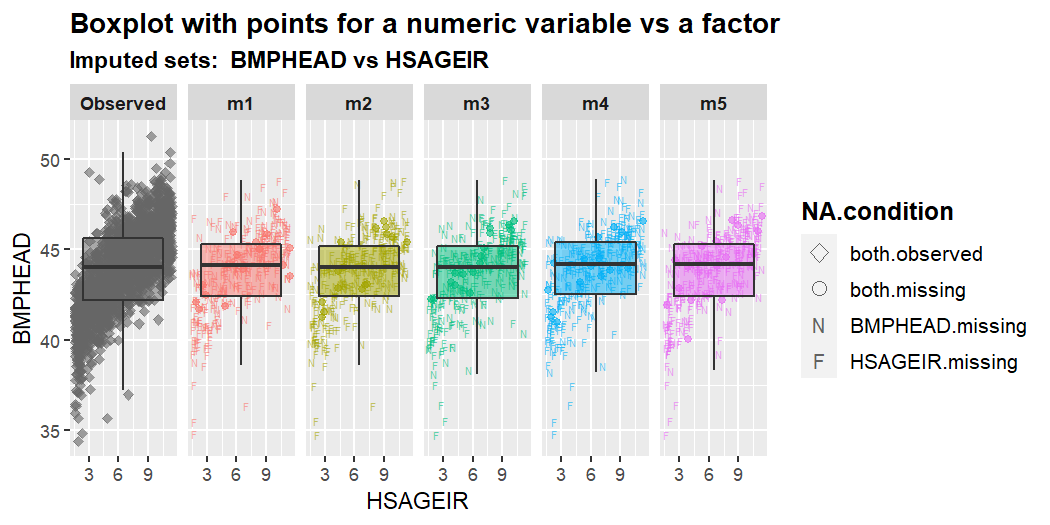 Boxplot with points for a numeric variable vs a factor
Imputed sets:  BMPHEAD vs HSAGEIR
Observed m1 m2 m3 m4 m5
BMPHEAD
50
45
40
35
3 6 9 3 6 9 3 6 9 3 6 9 3 6 9 3 6 9
HSAGEIR
NA.condition
both.observed
both.missing
N BMPHEAD.missing
F HSAGEIR.missing